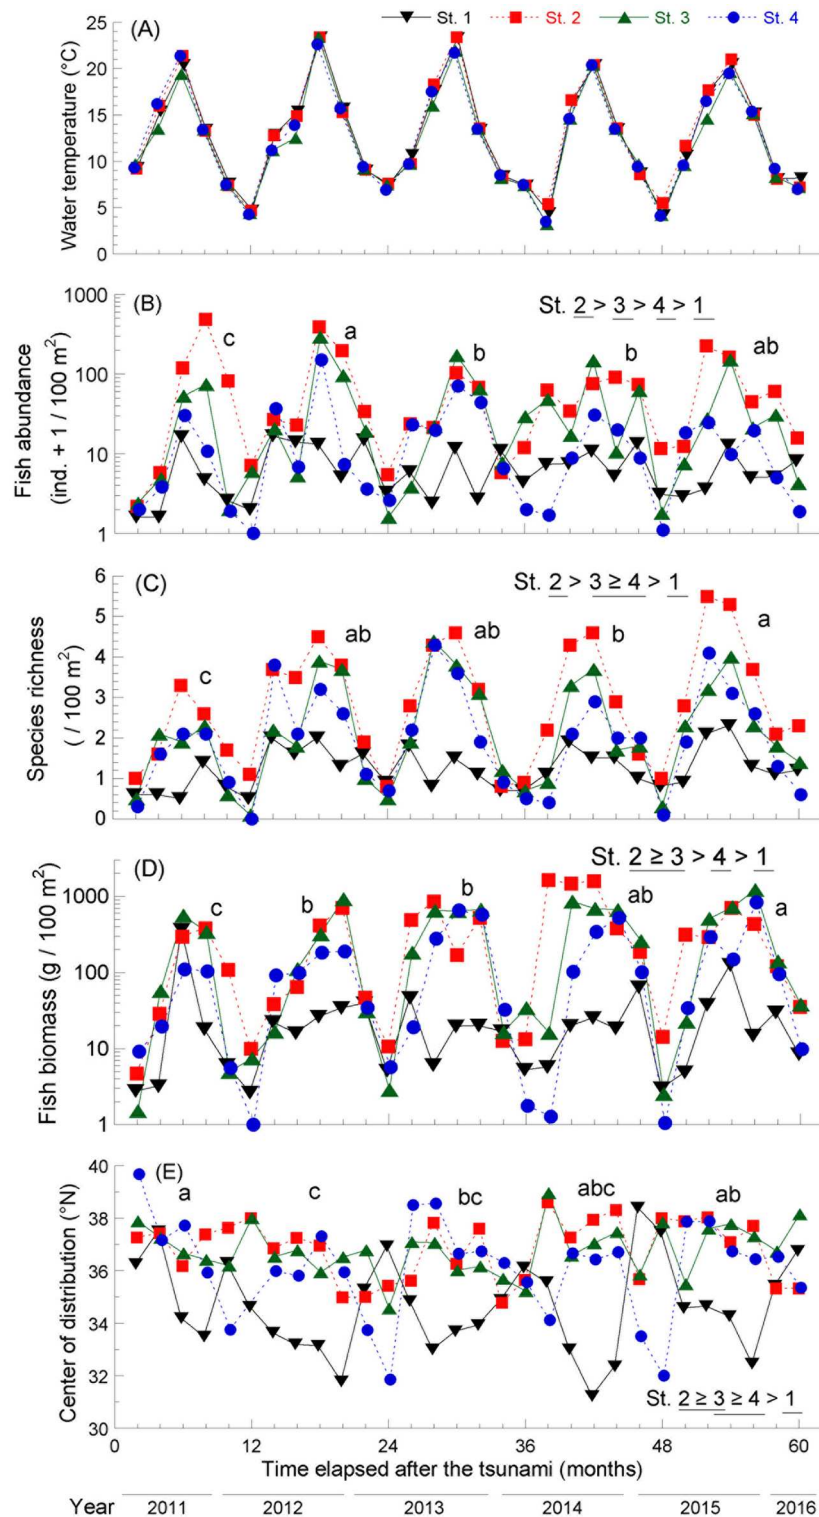 St. 1 St. 2 St. 3 St. 4
(A)
Water temperature (°C)
25
20
15
10
5
0
(B)
St. 2 > 3 > 4 > 1
Fish abundance
(ind. + 1 / 100 m²)
1000
100
10
1
c a b b ab
(C)
St. 2 > 3 ≥ 4 > 1
Species richness
( / 100 m²)
6
5
4
3
2
1
0
c ab ab b a
(D)
St. 2 ≥ 3 > 4 > 1
Fish biomass (g / 100 m²)
1000
100
10
1
c b b ab a
(E)
Center of distribution (°N)
40
38
36
34
32
30
a c bc abc ab
St. 2 ≥ 3 ≥ 4 > 1
0 12 24 36 48 60
Time elapsed after the tsunami (months)
Year 2011 2012 2013 2014 2015 2016